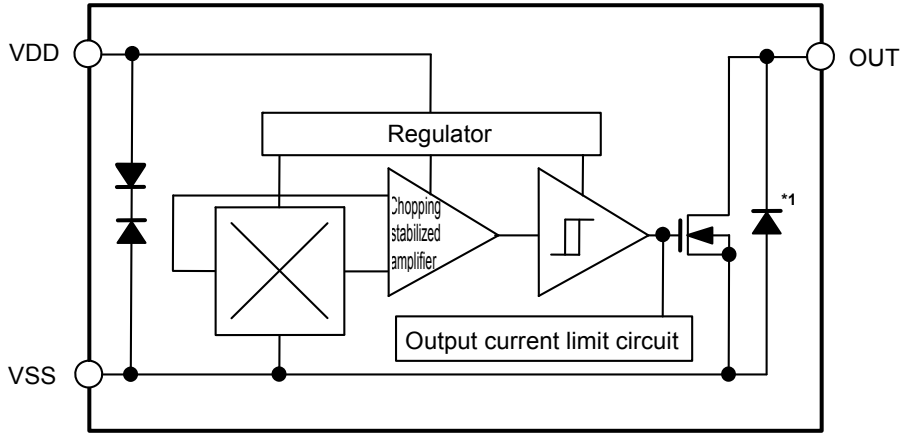 VDD
OUT
Regulator
Chopping
stabilized
amplifier
*1
Output current limit circuit
VSS